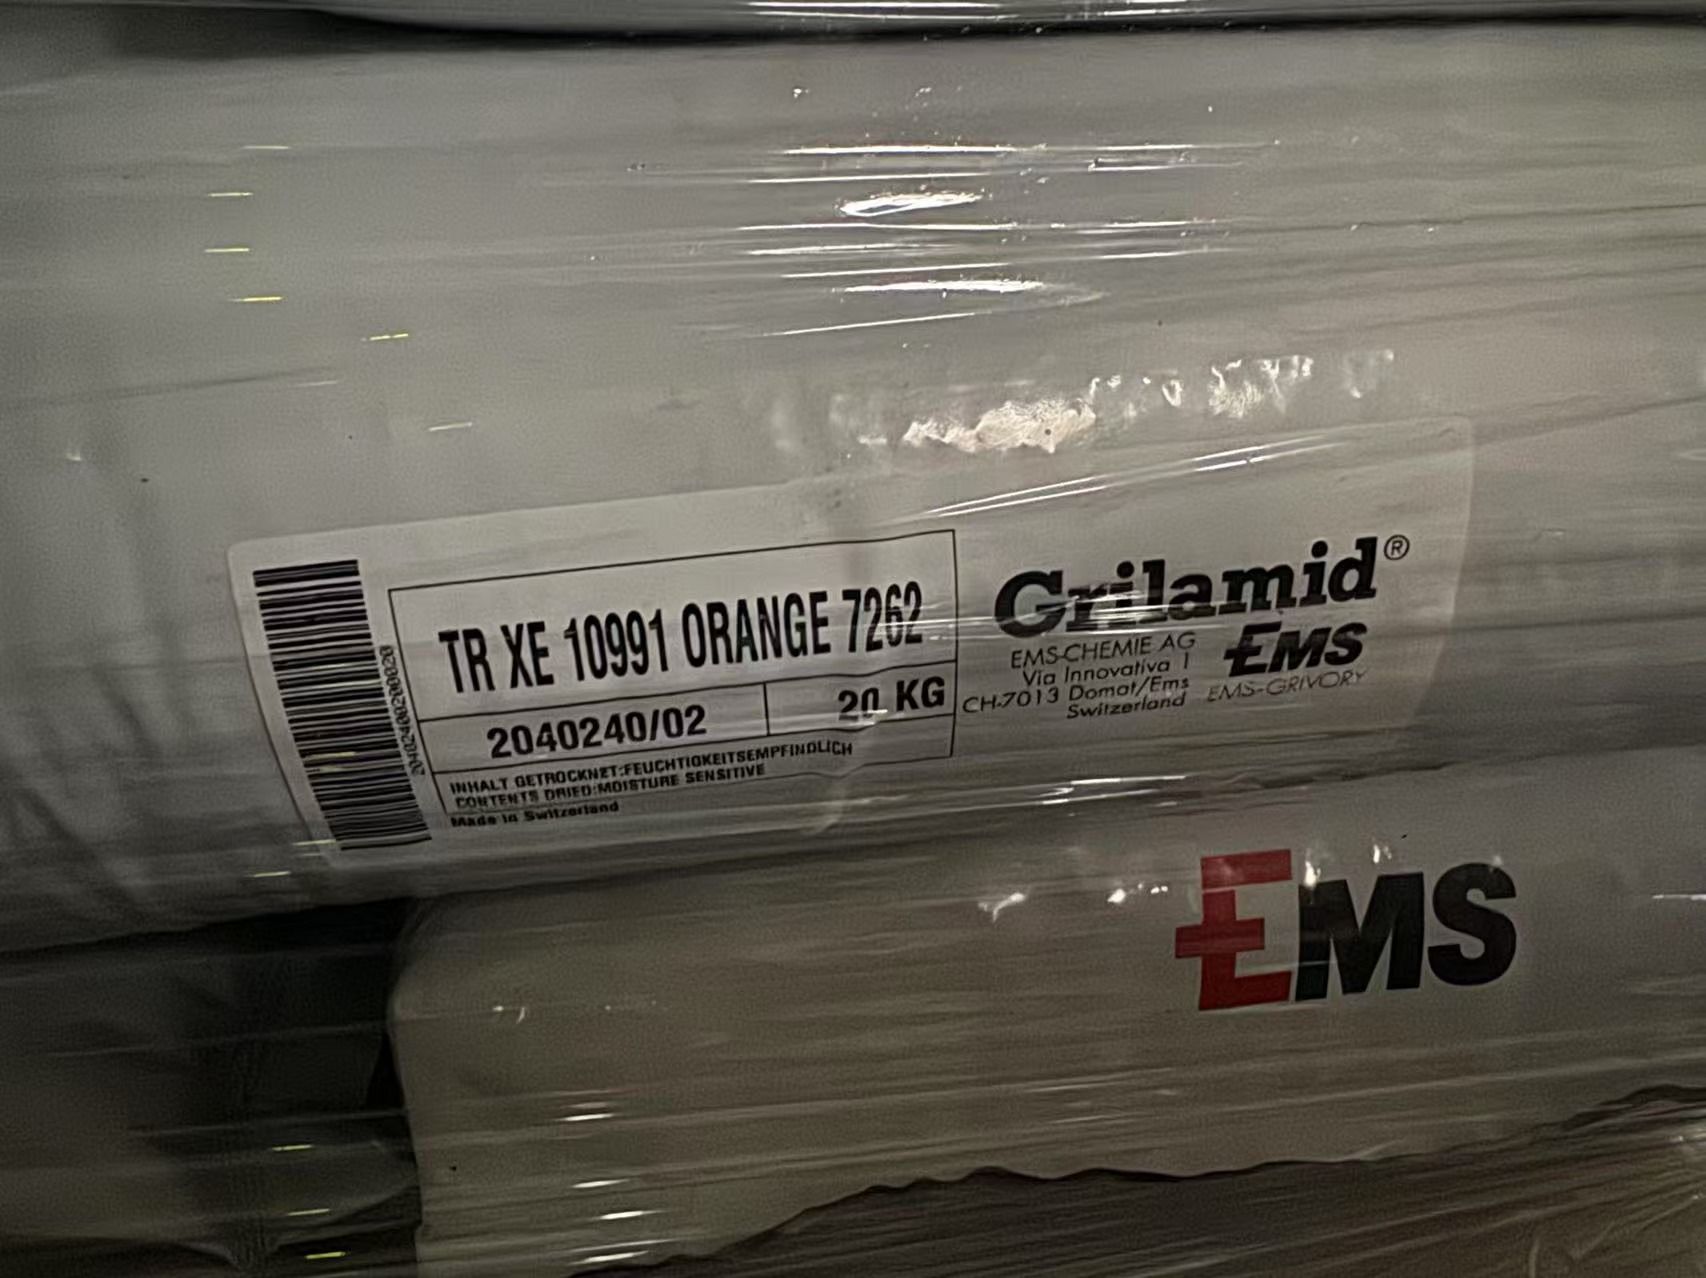 TR XE 10991 ORANGE 7262
2040240/02
20 KG
INHALT GETROCKNET:FEUCHTIGKEITSEMPFINDLICH
CONTENTS DRIED:MOISTURE SENSITIVE
Made in Switzerland
Grilamid®
EMS-CHEMIE AG
Via Innovativa 1
CH-7013 Domat/Ems
Switzerland
EMS
EMS-GRIVORY
EMS